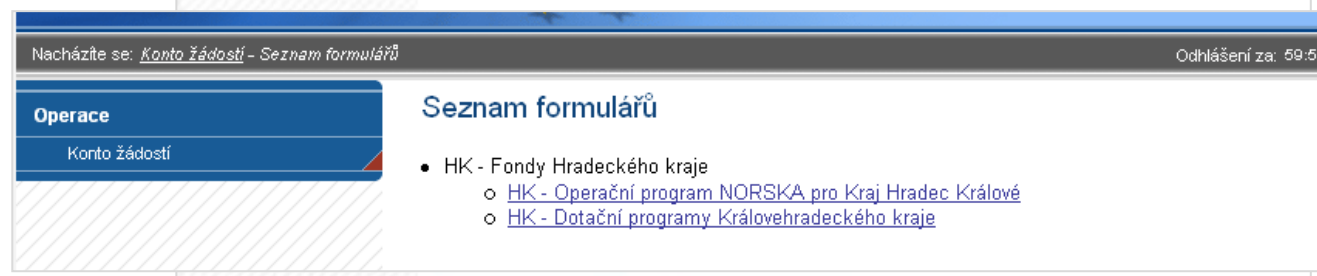 Nacházíte se: Konto žádostí – Seznam formulářů
Odhlášení za: 59:5
Operace
Konto žádostí
Seznam formulářů
HK - Fondy Hradeckého kraje
HK - Operační program NORSKA pro Kraj Hradec Králové
HK - Dotační programy Královehradeckého kraje